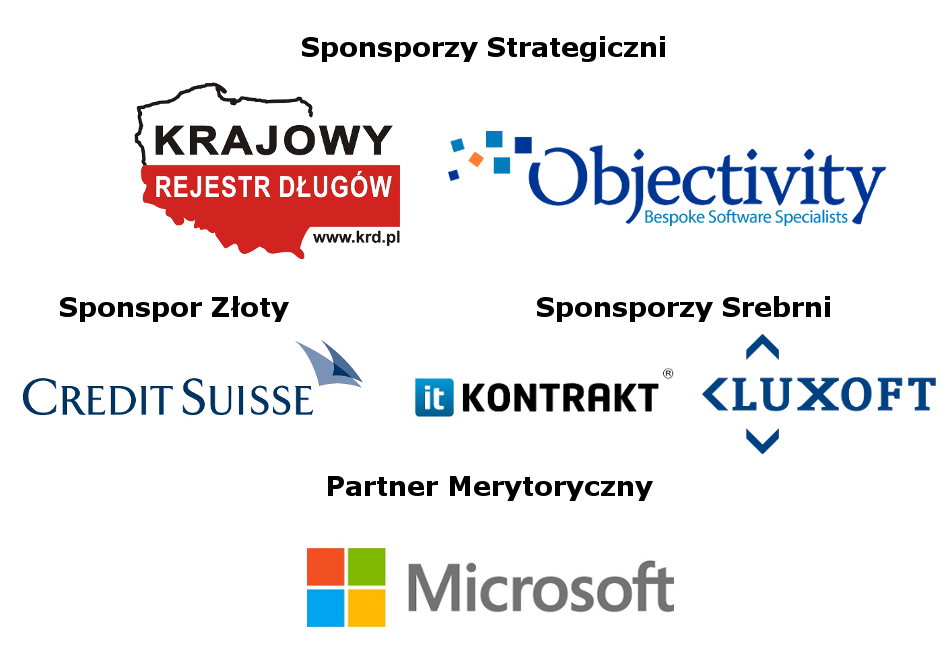 Sponsporzy Strategiczni
KRAJOWY
REJESTR DŁUGÓW
www.krd.pl
Objectivity
Bespoke Software Specialists
Sponspor Złoty
Sponsporzy Srebrni
CREDIT SUISSE
it KONTRAKT ®
LUXOFT
Partner Merytoryczny
Microsoft